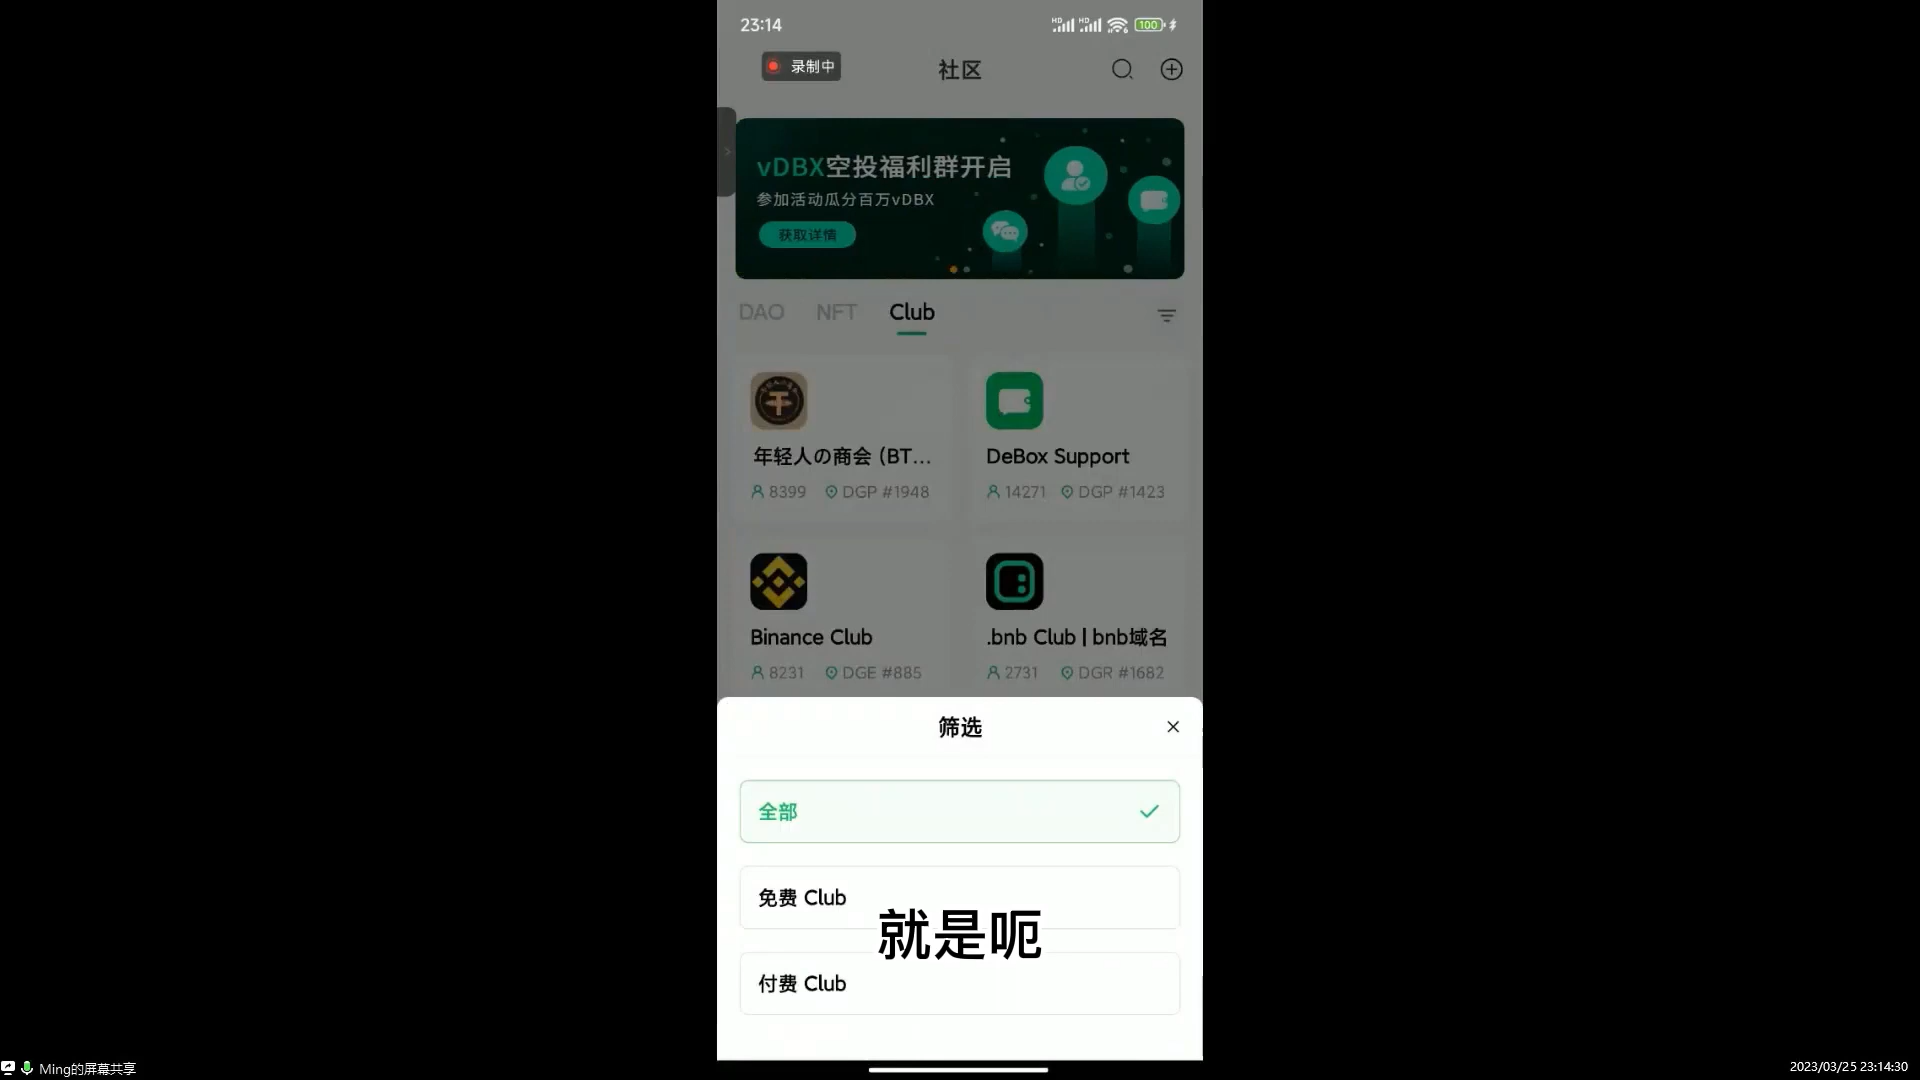 23:14
HD HD 100
录制中
社区
vDBX空投福利群开启
参加活动瓜分百万vDBX
获取详情
DAO NFT Club
年轻人の商会 (BT...
8399 DGP #1948
DeBox Support
14271 DGP #1423
Binance Club
8231 DGE #885
.bnb Club | bnb域名
2731 DGR #1682
筛选
全部
免费 Club
就是呃
付费 Club
Ming的屏幕共享
2023/03/25 23:14:30